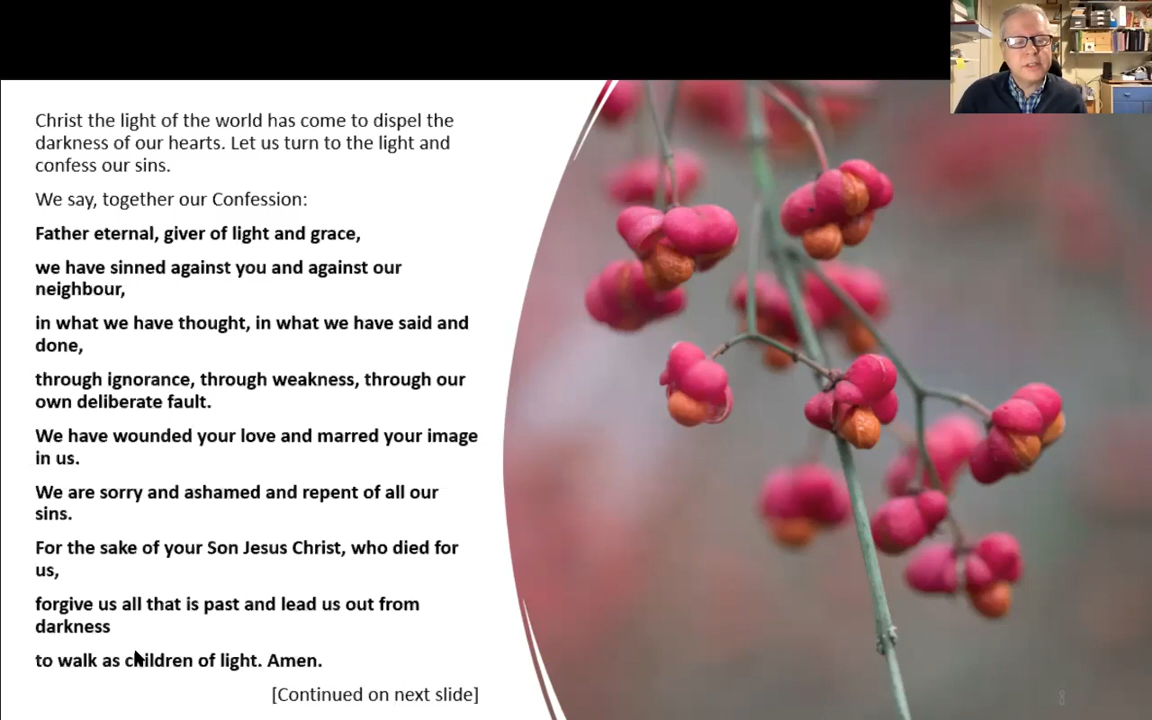 Christ the light of the world has come to dispel the
darkness of our hearts. Let us turn to the light and
confess our sins.
We say, together our Confession:
Father eternal, giver of light and grace,
we have sinned against you and against our
neighbour,
in what we have thought, in what we have said and
done,
through ignorance, through weakness, through our
own deliberate fault.
We have wounded your love and marred your image
in us.
We are sorry and ashamed and repent of all our
sins.
For the sake of your Son Jesus Christ, who died for
us,
forgive us all that is past and lead us out from
darkness
to walk as children of light. Amen.
[Continued on next slide]